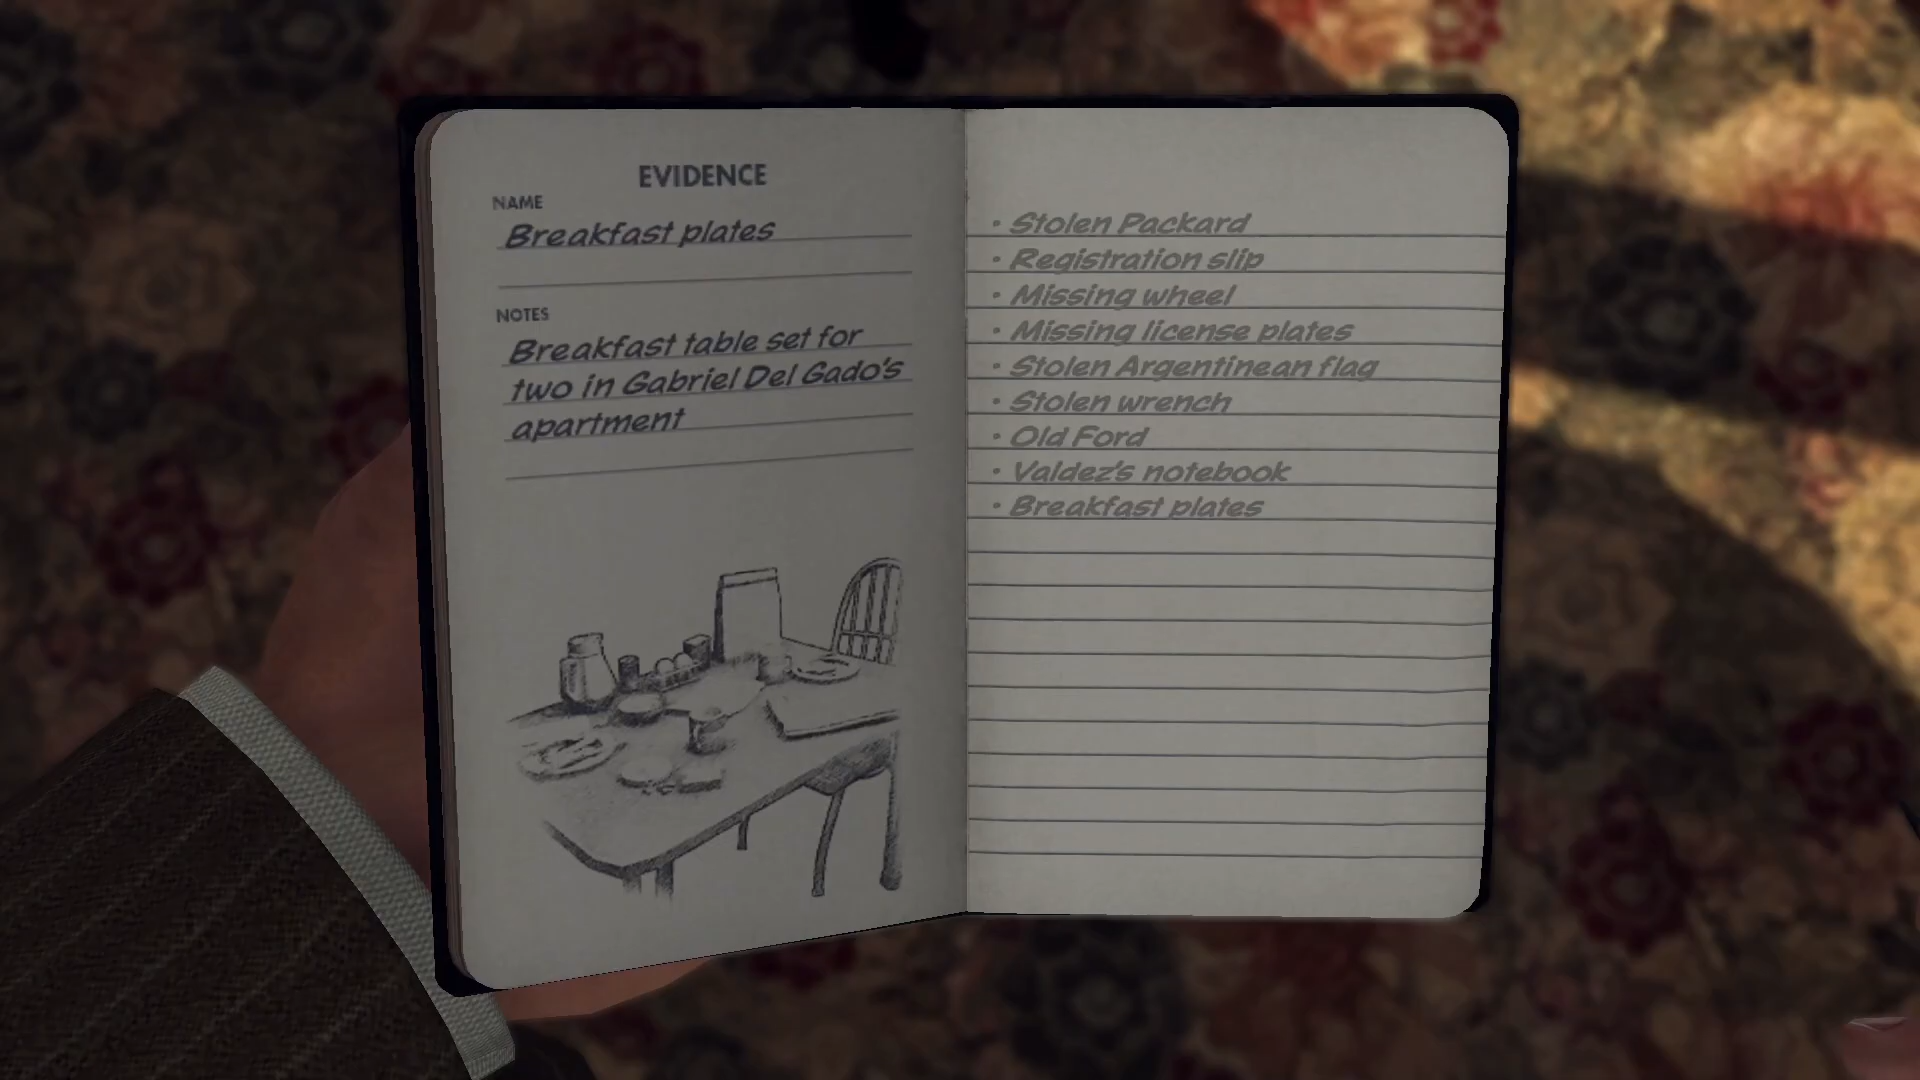 EVIDENCE
NAME
Breakfast plates
NOTES
Breakfast table set for
two in Gabriel Del Gado's
apartment
• Stolen Packard
• Registration slip
• Missing wheel
• Missing license plates
• Stolen Argentinean flag
• Stolen wrench
• Old Ford
• Valdez's notebook
• Breakfast plates